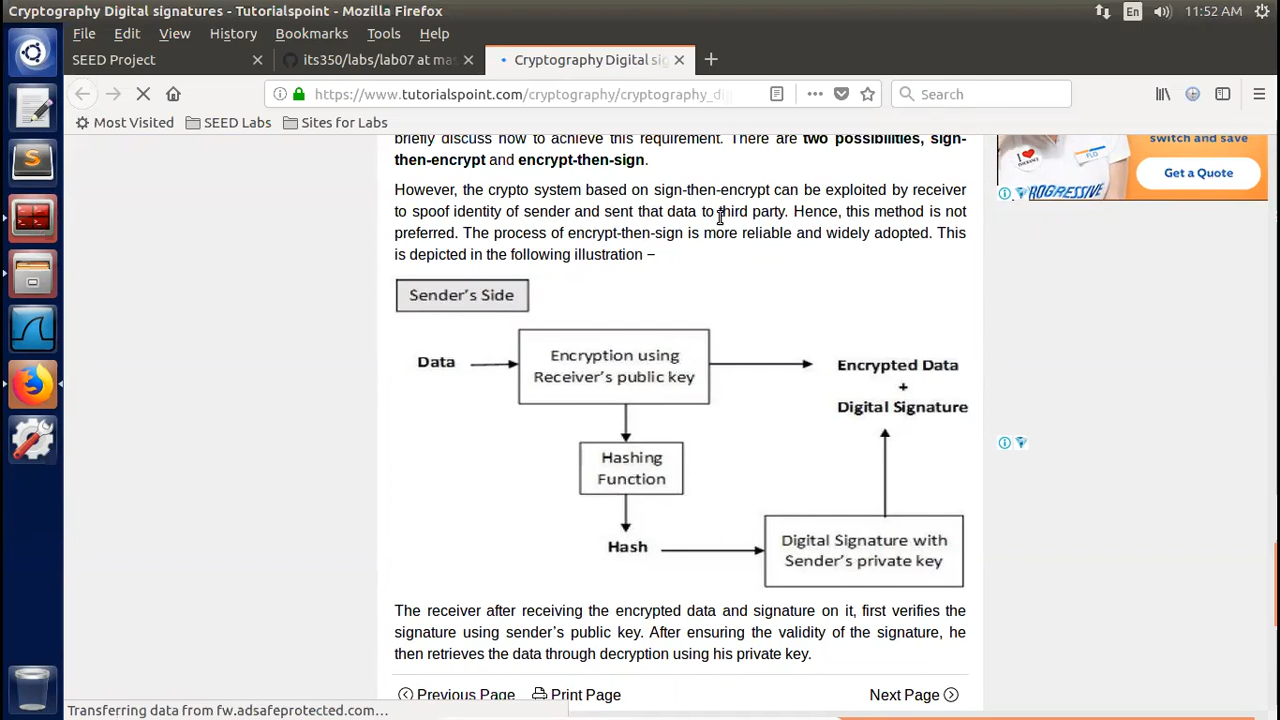 Cryptography Digital signatures - Tutorialspoint - Mozilla Firefox
En
11:52 AM
File Edit View History Bookmarks Tools Help
SEED Project
its350/labs/lab07 at mas
Cryptography Digital sig
https://www.tutorialspoint.com/cryptography/cryptography_di
Search
Most Visited SEED Labs Sites for Labs
briefly discuss how to achieve this requirement. There are two possibilities, sign-
then-encrypt and encrypt-then-sign.
However, the crypto system based on sign-then-encrypt can be exploited by receiver
to spoof identity of sender and sent that data to third party. Hence, this method is not
preferred. The process of encrypt-then-sign is more reliable and widely adopted. This
is depicted in the following illustration −
switch and save
I ♥
FLO
Get a Quote
Sender's Side
Data
Encryption using
Receiver's public key
Encrypted Data
+
Digital Signature
Hashing
Function
Hash
Digital Signature with
Sender's private key
The receiver after receiving the encrypted data and signature on it, first verifies the
signature using sender's public key. After ensuring the validity of the signature, he
then retrieves the data through decryption using his private key.
Previous Page Print Page Next Page
Transferring data from fw.adsafeprotected.com…